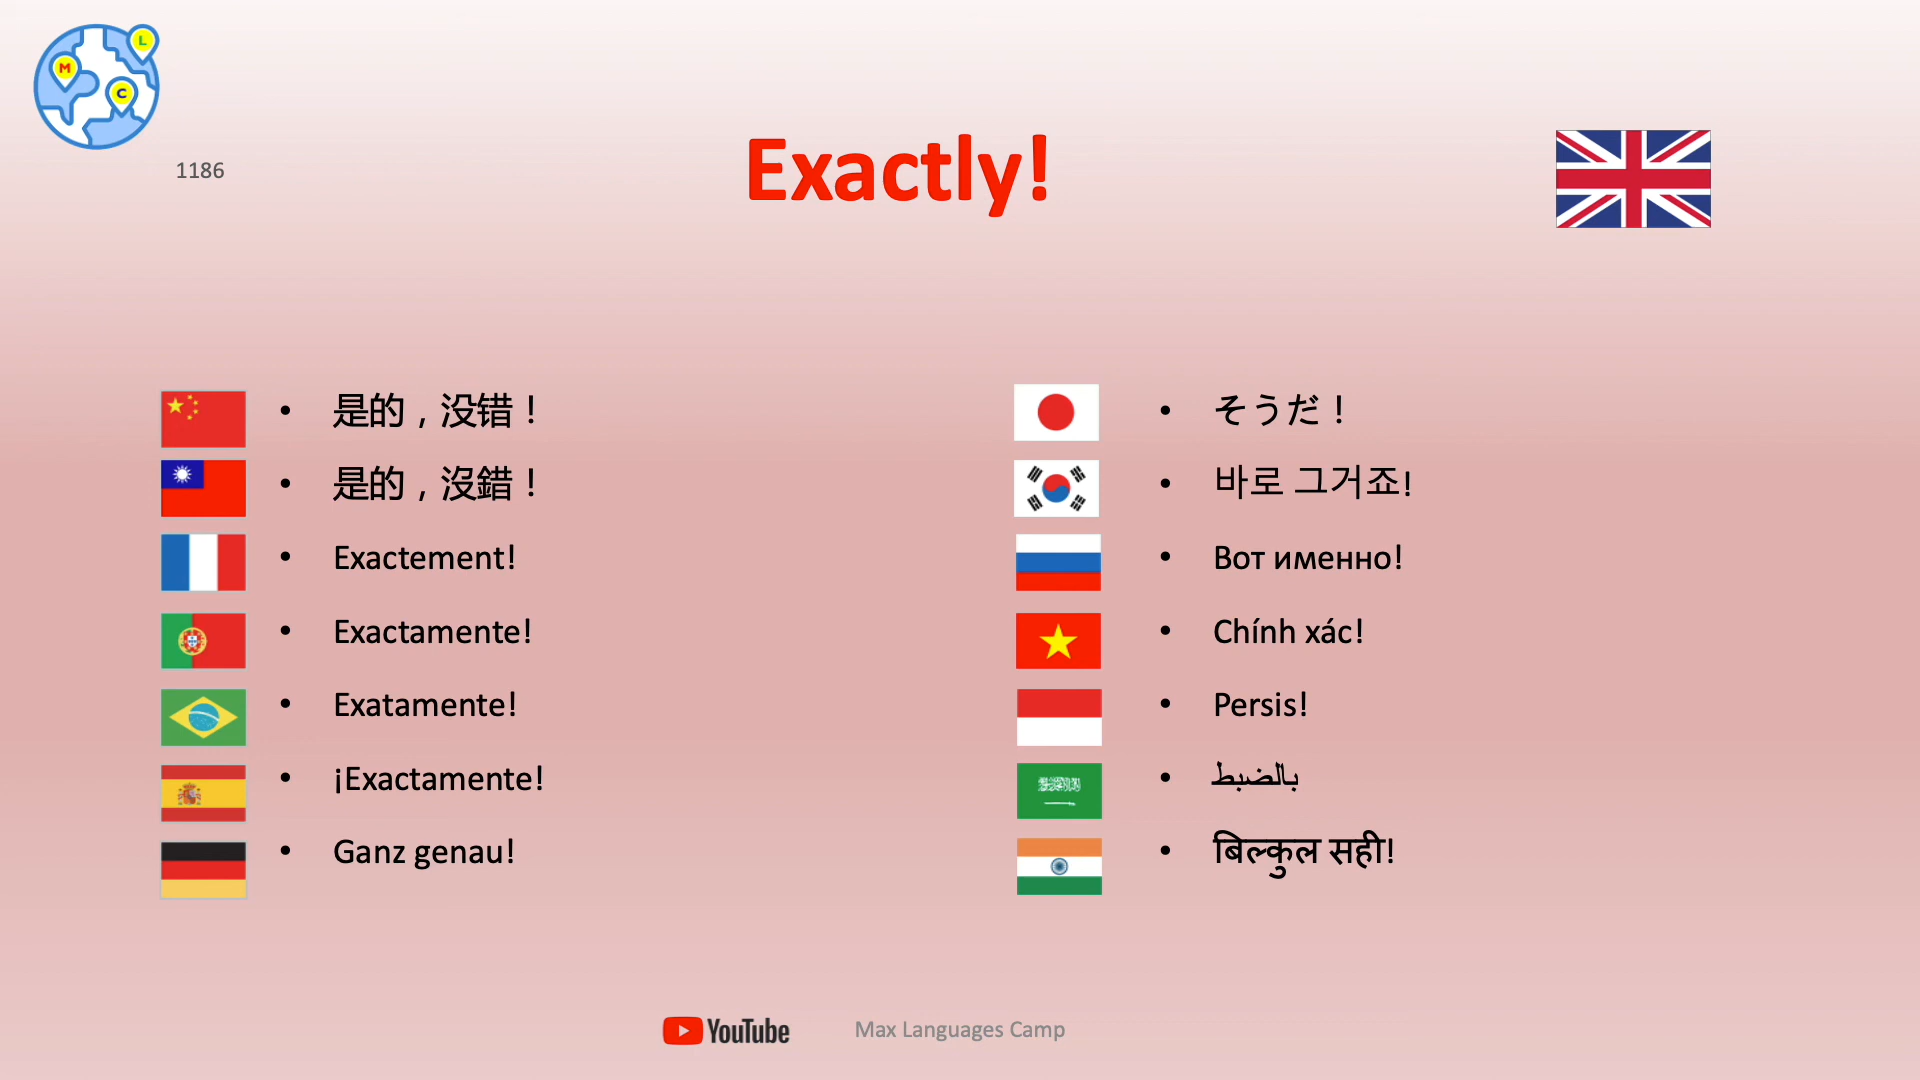 L
M
C
1186
Exactly!
是的，没错！
是的，沒錯！
Exactement!
Exactamente!
Exatamente!
¡Exactamente!
Ganz genau!
そうだ！
바로 그거죠!
Вот именно!
Chính xác!
Persis!
بالضبط
बिल्कुल सही!
YouTube
Max Languages Camp